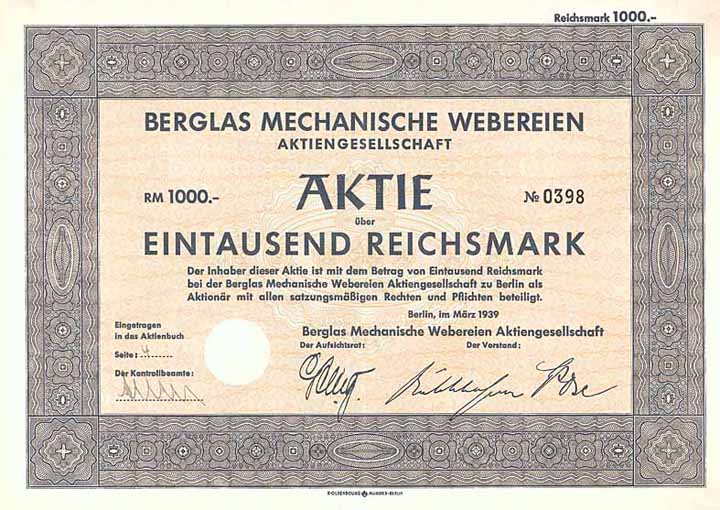 Reichsmark 1000.-
BERGLAS MECHANISCHE WEBEREIEN
AKTIENGESELLSCHAFT
RM 1000.- AKTIE № 0398
über
EINTAUSEND REICHSMARK
Der Inhaber dieser Aktie ist mit dem Betrag von Eintausend Reichsmark
bei der Berglas Mechanische Webereien Aktiengesellschaft zu Berlin als
Aktionär mit allen satzungsmäßigen Rechten und Pflichten beteiligt.
Berlin, im März 1939
Eingetragen
in das Aktienbuch
Seite: 4
Der Kontrollbeamte:
Berglas Mechanische Webereien Aktiengesellschaft
Der Aufsichtsrat: Der Vorstand: